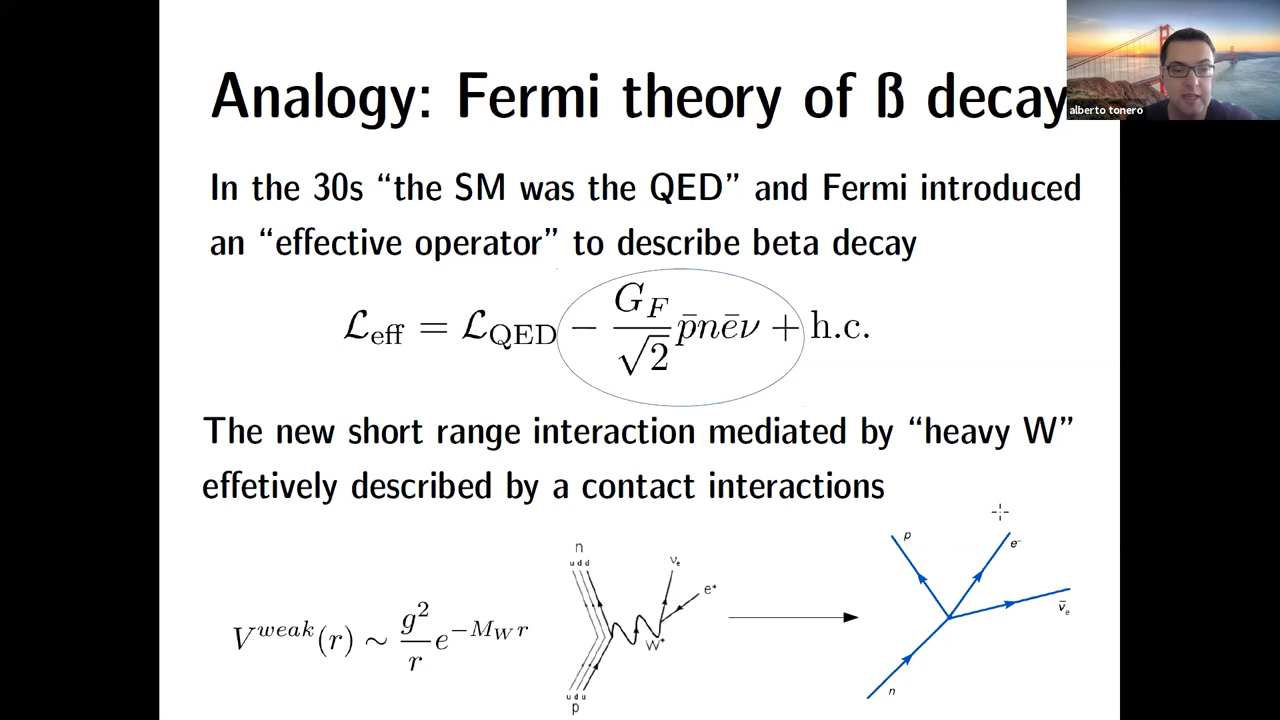 Analogy: Fermi theory of ß decay
alberto tonero
In the 30s “the SM was the QED” and Fermi introduced
an “effective operator” to describe beta decay
ℒ_eff = ℒ_QED − G_F/√2 p̄nēν + h.c.
The new short range interaction mediated by “heavy W”
effetively described by a contact interactions
V^weak(r) ∼ g²/r e^{−M_W r}
n
u d d
ν_e
e⁺
W⁺
u d u
p
p
e⁻
ν̄_e
n